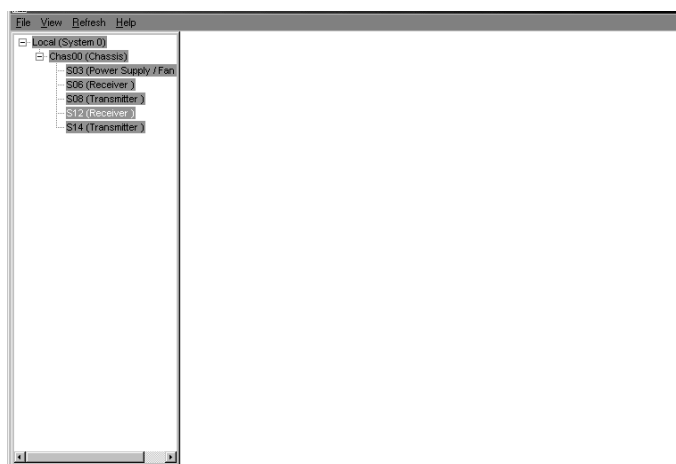 File View Refresh Help
Local (System 0)
Chas00 (Chassis)
S03 (Power Supply / Fan
S06 (Receiver )
S08 (Transmitter )
S12 (Receiver )
S14 (Transmitter )